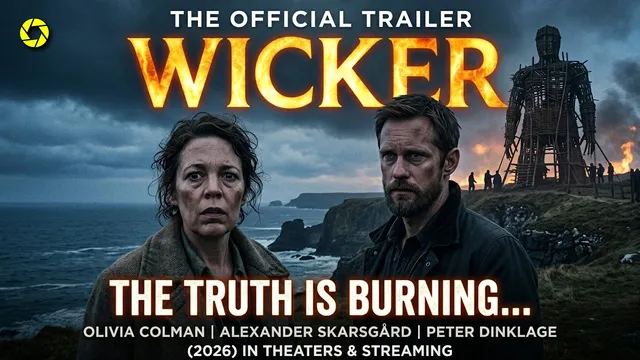 THE OFFICIAL TRAILER
WICKER
THE TRUTH IS BURNING...
OLIVIA COLMAN | ALEXANDER SKARSGÅRD | PETER DINKLAGE
(2026) IN THEATERS & STREAMING